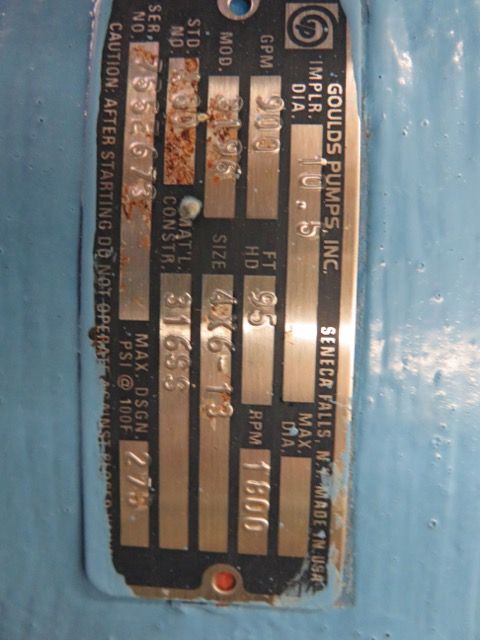 GOULDS PUMPS, INC. SENECA FALLS, N.Y. MADE IN USA
IMPLR. DIA 10.5 MAX. DIA.
GPM 900 FT HD 95 RPM 1800
MOD. 3196 SIZE 4X6-13
STD. NO. MAT'L. CONSTR. 316SS
SER. NO. MAX. DSGN. PSI @ 100F. 275
CAUTION: AFTER STARTING DO NOT OPERATE AGAINST